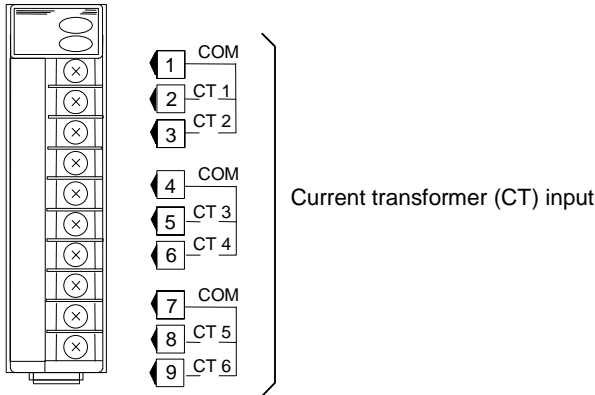 1 COM
2 CT 1
3 CT 2
4 COM
5 CT 3
6 CT 4
Current transformer (CT) input
7 COM
8 CT 5
9 CT 6